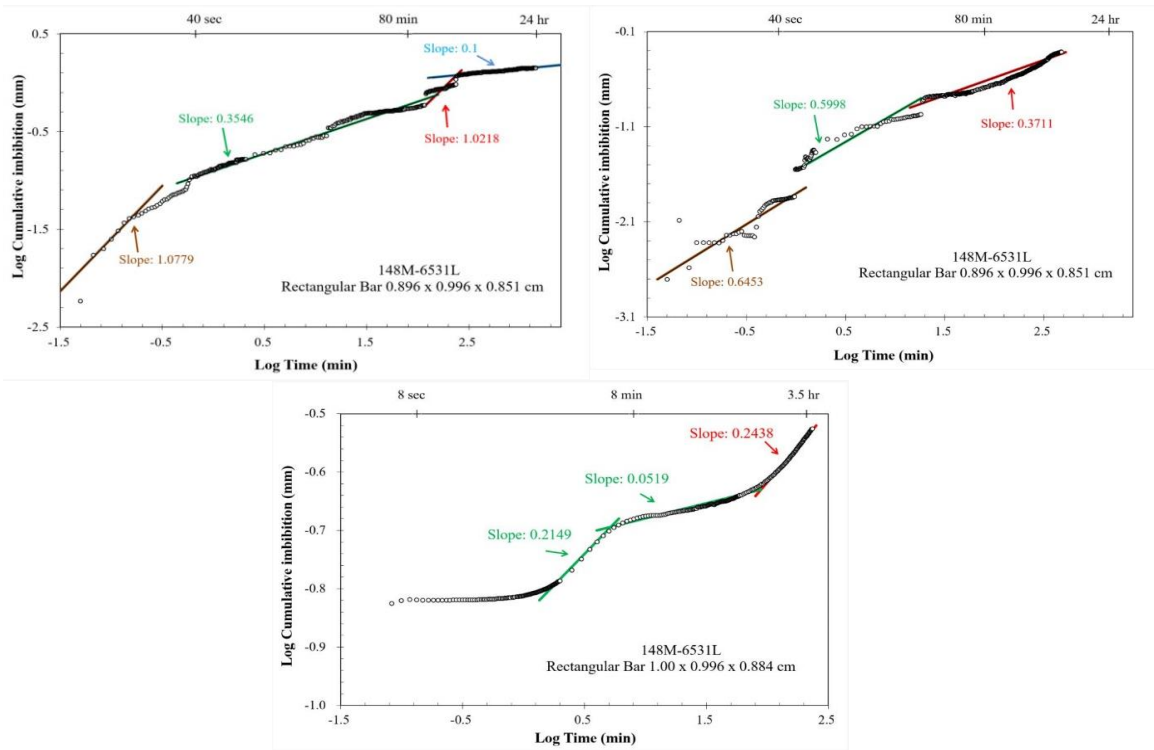 40 sec 80 min 24 hr
0.5
-0.5
-1.5
-2.5
Log Cumulative imbibition (mm)
Slope: 0.1
Slope: 0.3546
Slope: 1.0218
Slope: 1.0779
148M-6531L
Rectangular Bar 0.896 x 0.996 x 0.851 cm
-1.5 -0.5 0.5 1.5 2.5
Log Time (min)
40 sec 80 min 24 hr
-0.1
-1.1
-2.1
-3.1
Log Cumulative imbibition (mm)
Slope: 0.5998
Slope: 0.3711
Slope: 0.6453
148M-6531L
Rectangular Bar 0.896 x 0.996 x 0.851 cm
-1.5 -0.5 0.5 1.5 2.5
Log Time (min)
8 sec 8 min 3.5 hr
-0.5
-0.6
-0.7
-0.8
-0.9
-1.0
Log Cumulative imbibition (mm)
Slope: 0.2438
Slope: 0.0519
Slope: 0.2149
148M-6531L
Rectangular Bar 1.00 x 0.996 x 0.884 cm
-1.5 -0.5 0.5 1.5 2.5
Log Time (min)